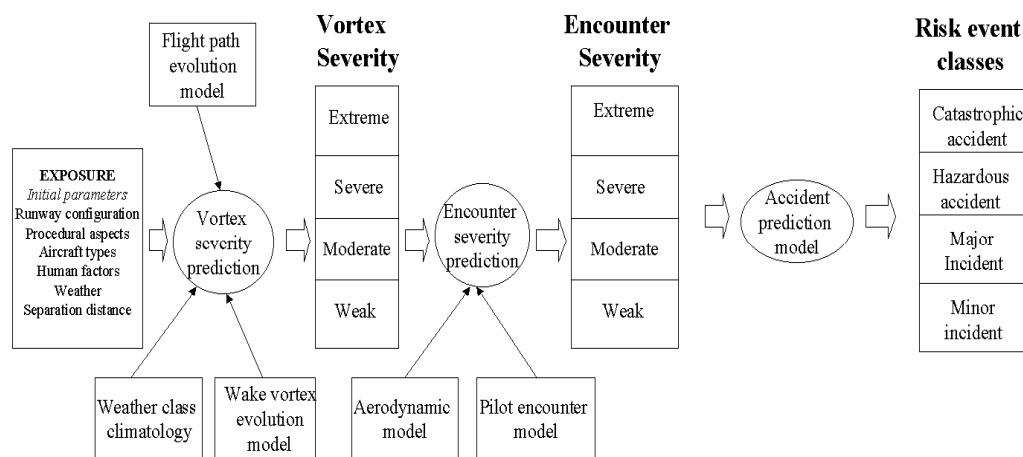 Flight path
evolution
model
Vortex
Severity
Extreme
Severe
Moderate
Weak
Encounter
Severity
Extreme
Severe
Moderate
Weak
Risk event
classes
Catastrophic
accident
Hazardous
accident
Major
Incident
Minor
incident
EXPOSURE
Initial parameters
Runway configuration
Procedural aspects
Aircraft types
Human factors
Weather
Separation distance
Vortex
severity
prediction
Encounter
severity
prediction
Accident
prediction
model
Weather class
climatology
Wake vortex
evolution
model
Aerodynamic
model
Pilot encounter
model